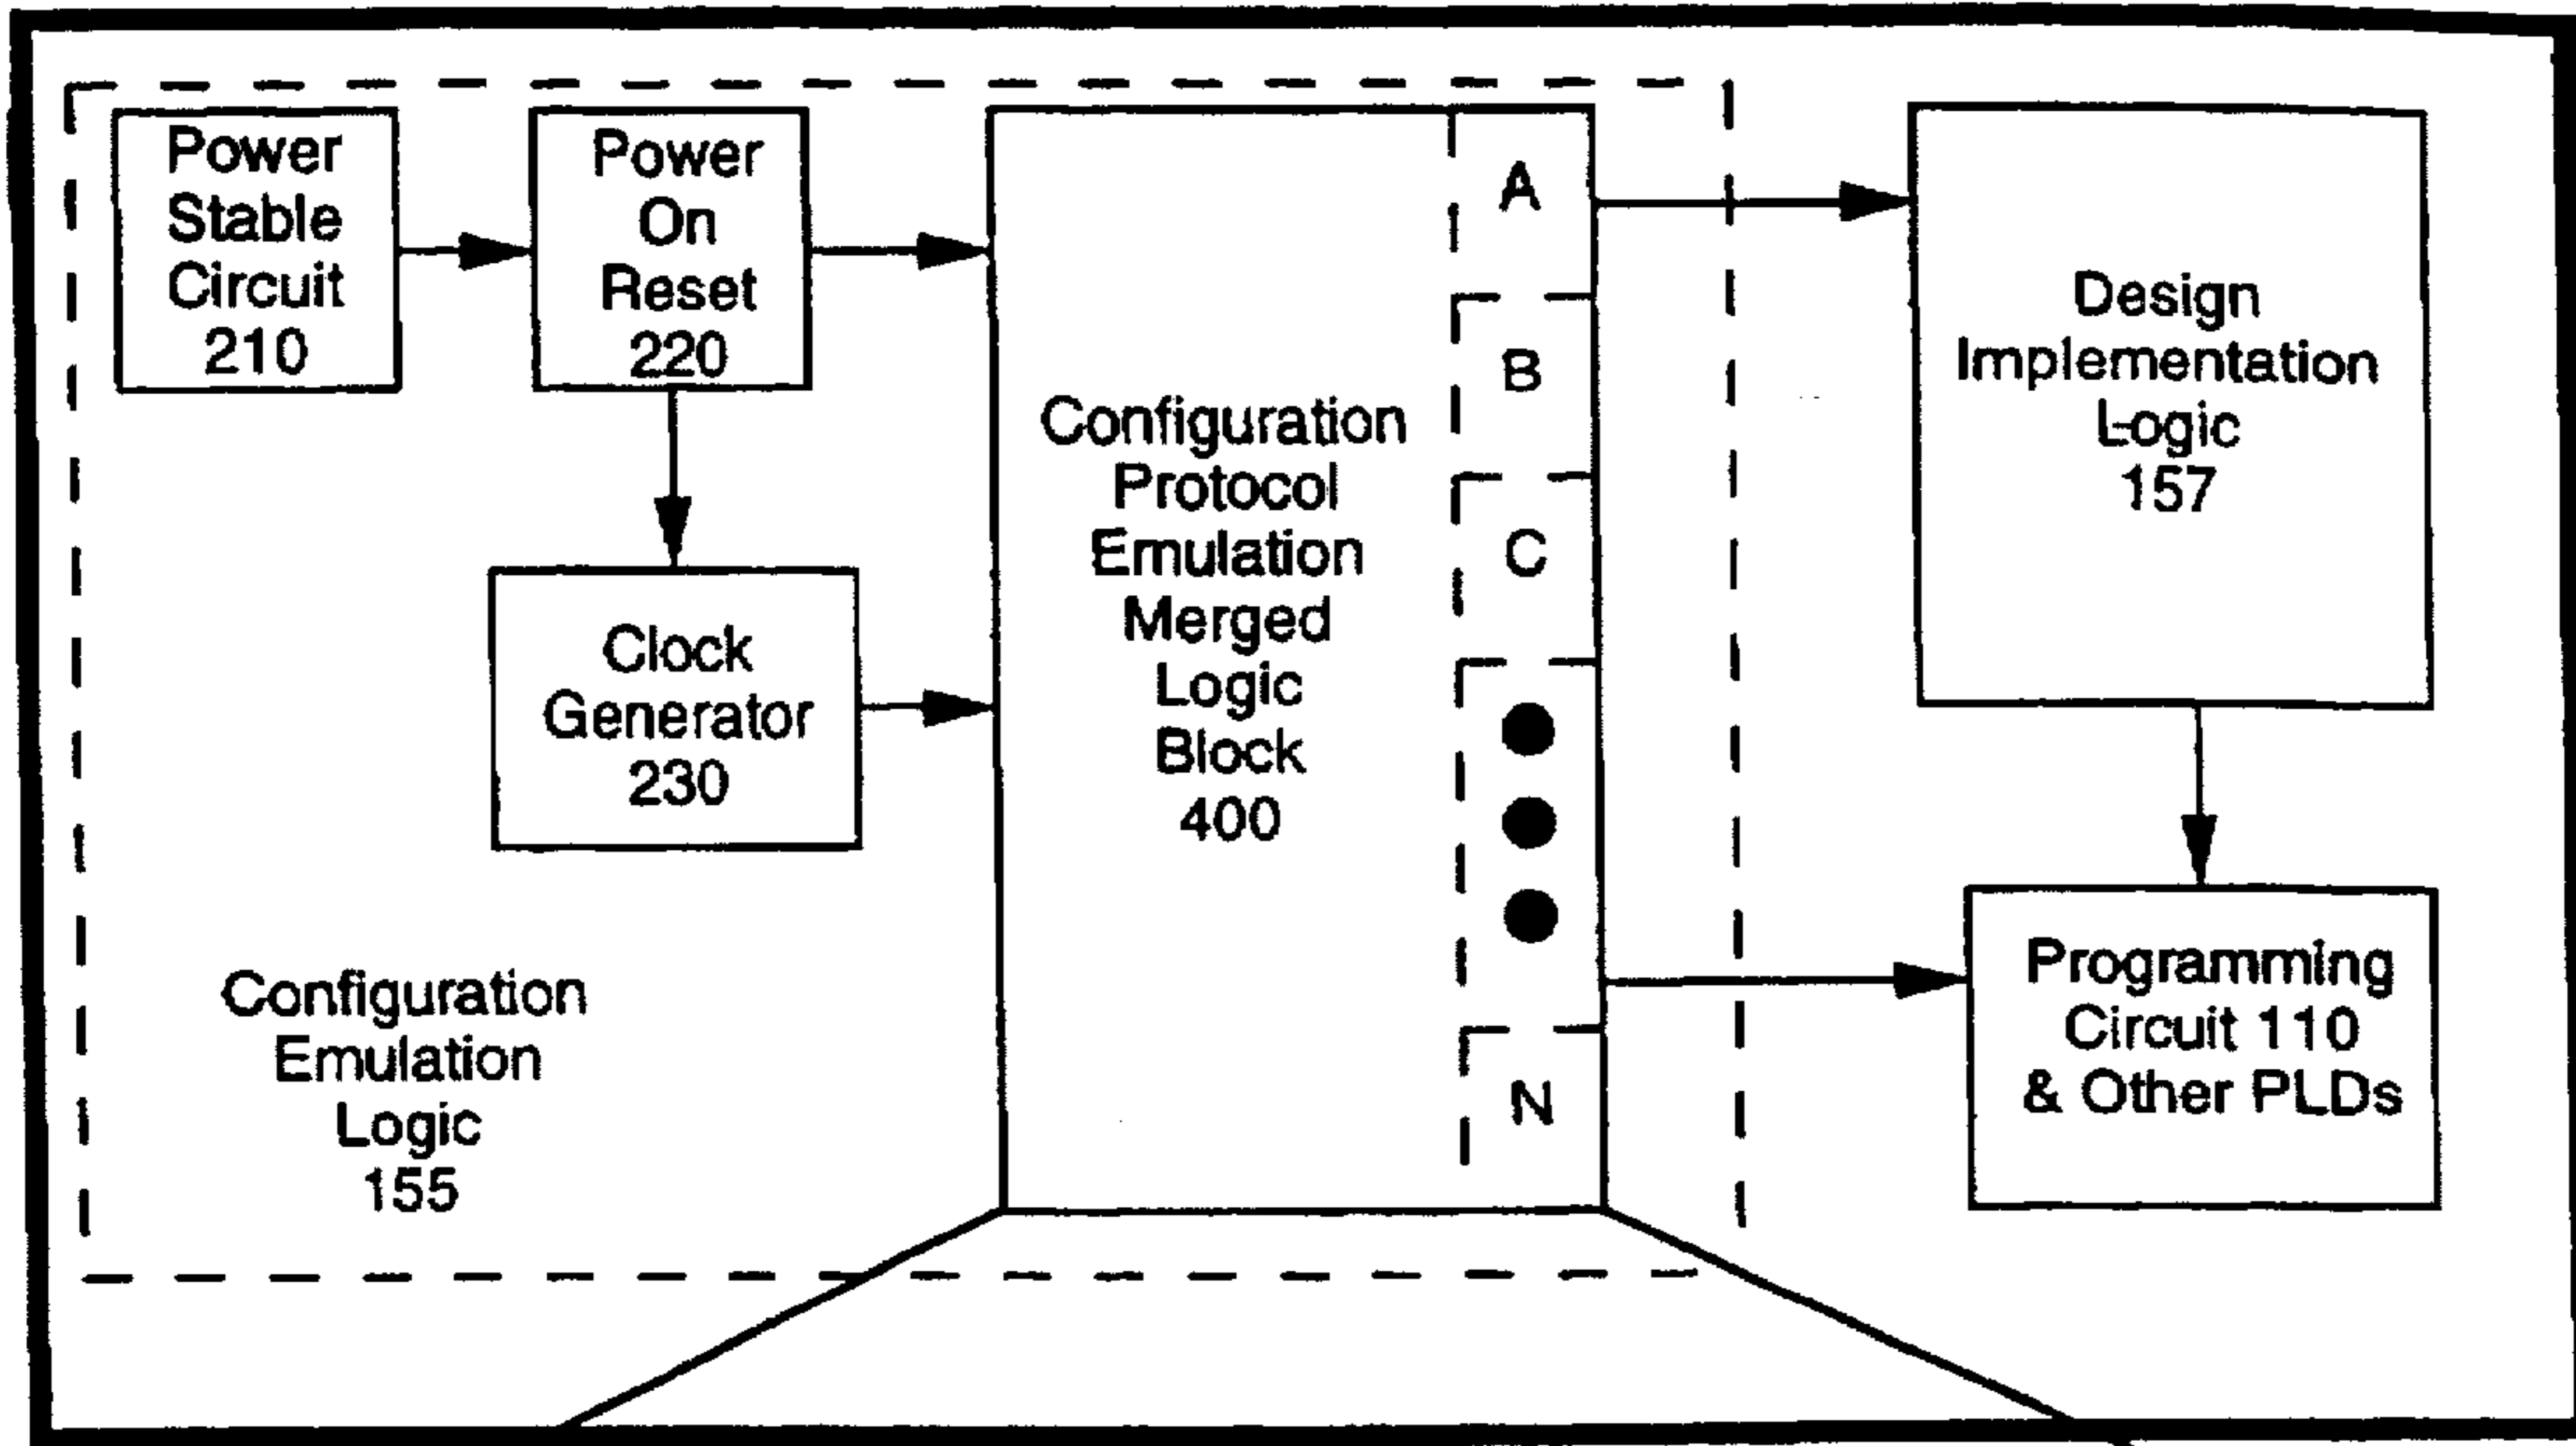 Power
Stable
Circuit
210
Power
On
Reset
220
Clock
Generator
230
Configuration
Emulation
Logic
155
Configuration
Protocol
Emulation
Merged
Logic
Block
400
A
B
C
N
Design
Implementation
Logic
157
Programming
Circuit 110
& Other PLDs